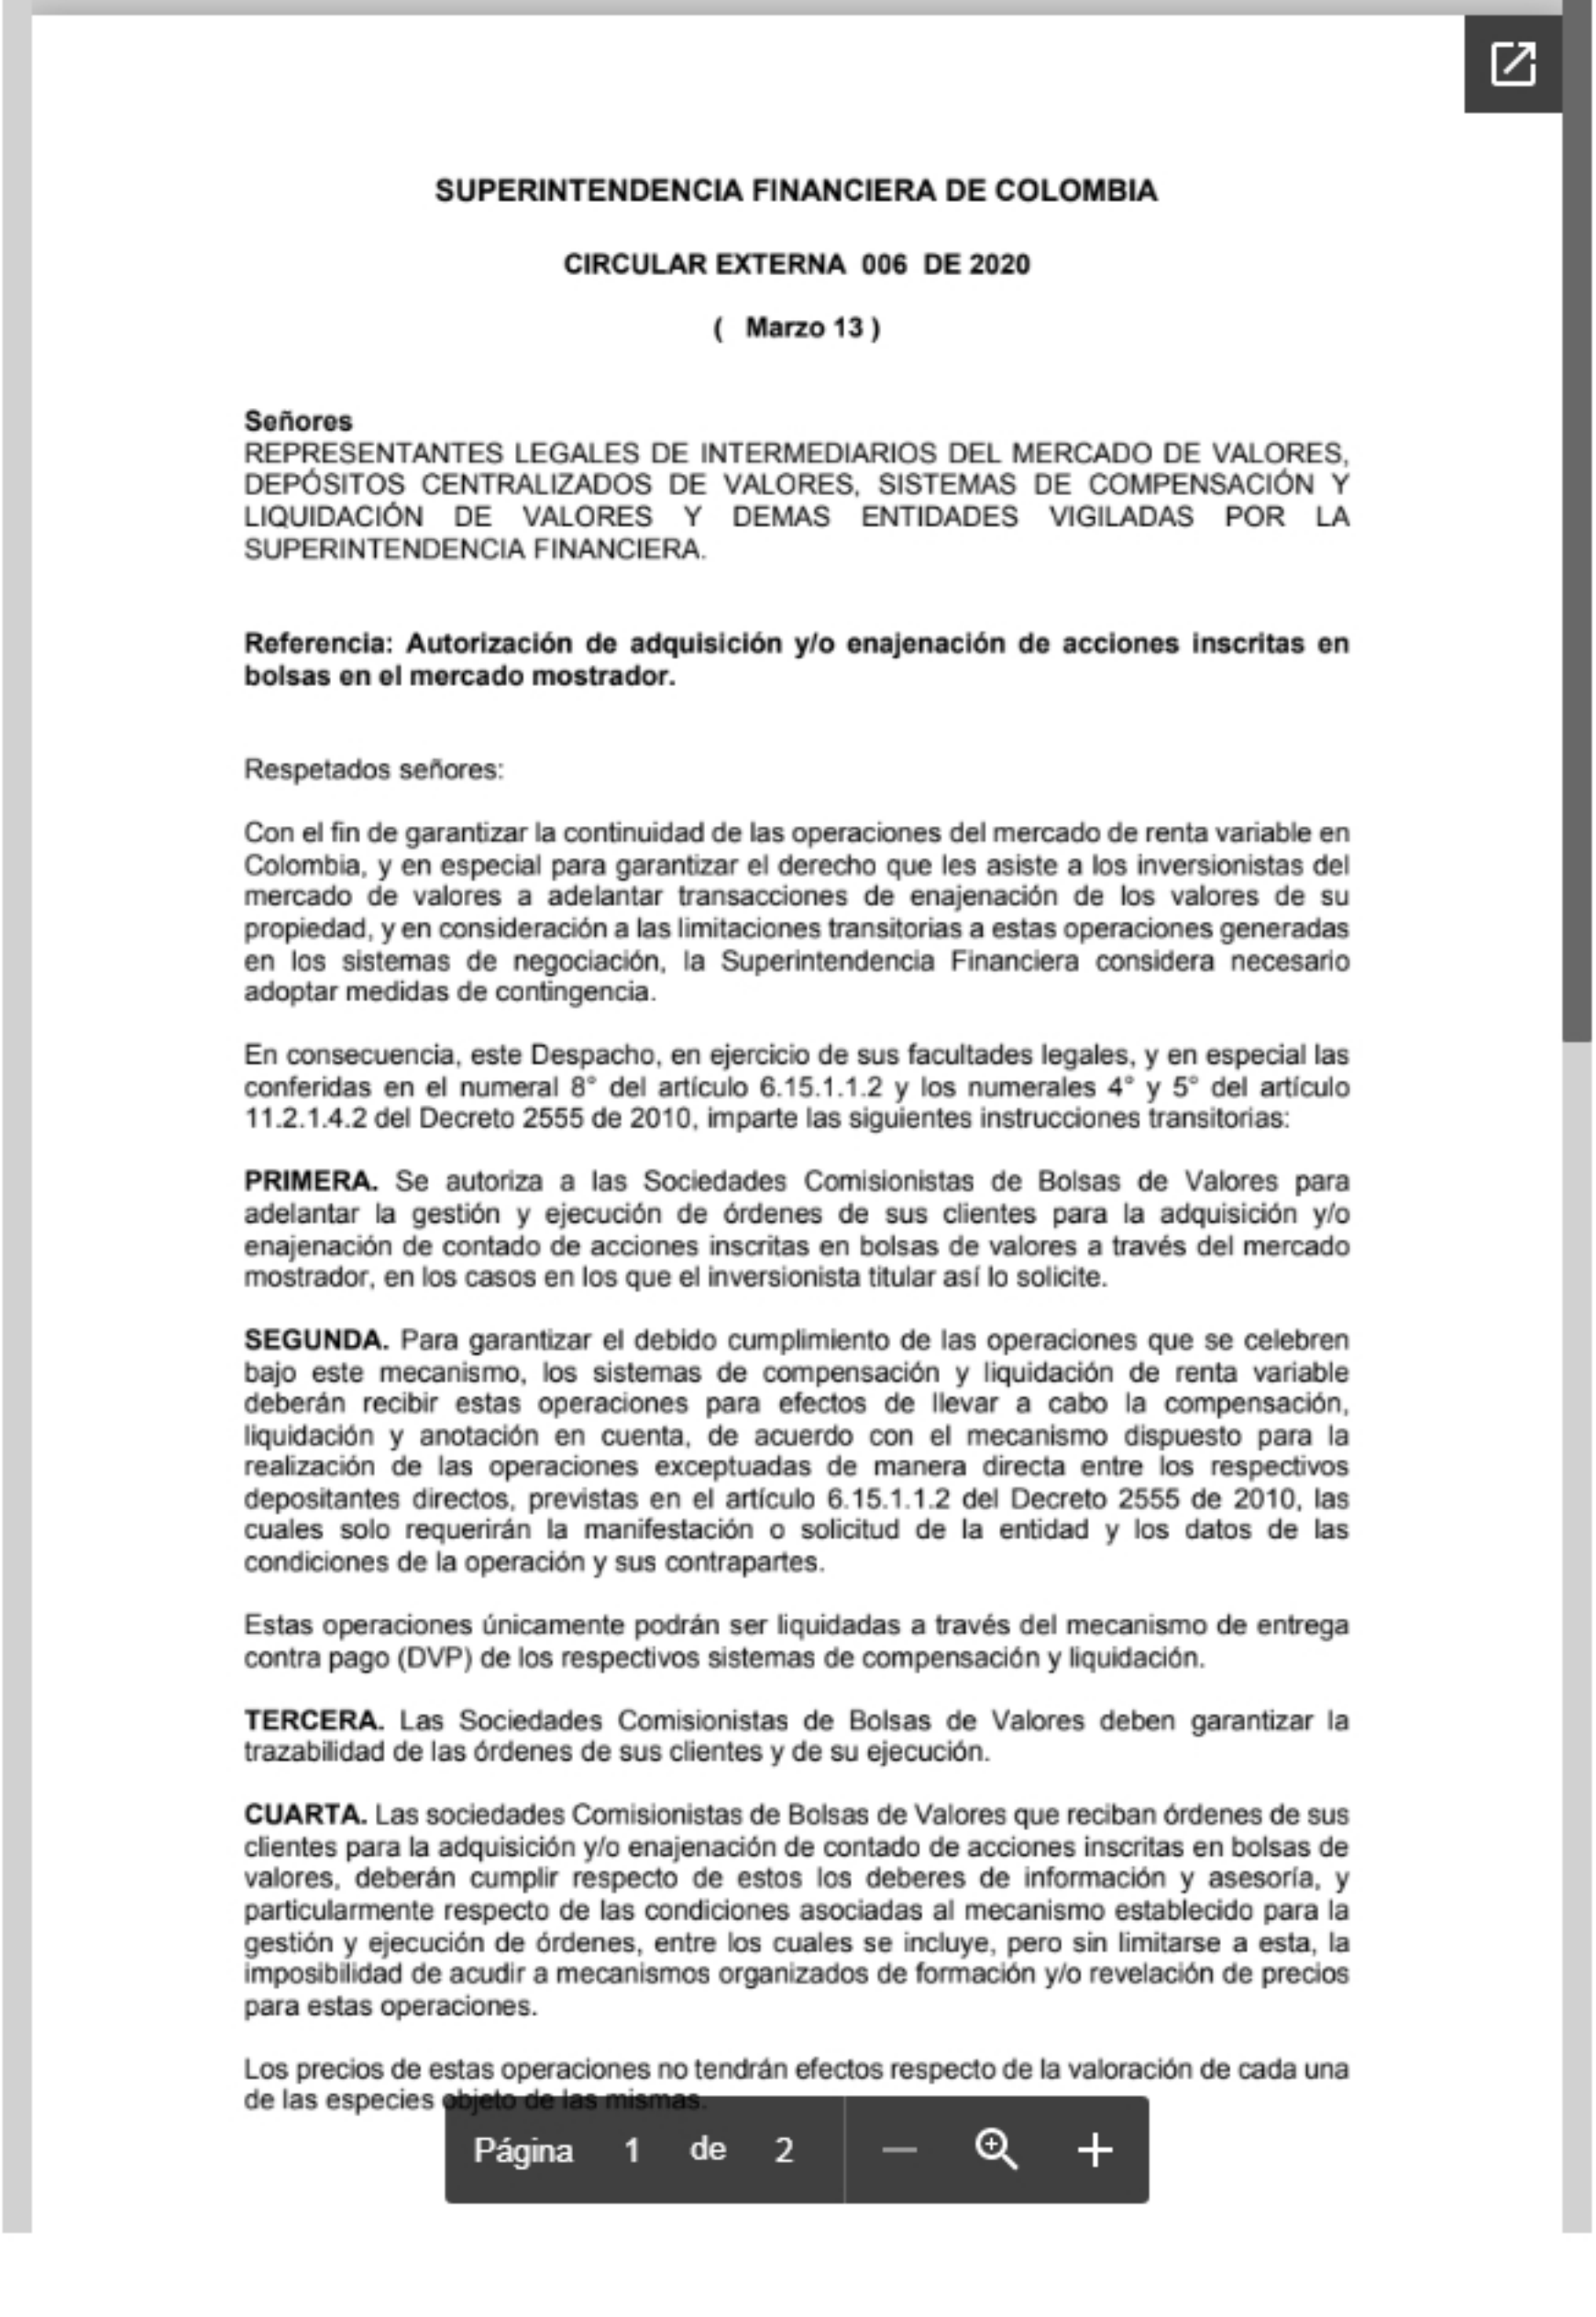 SUPERINTENDENCIA FINANCIERA DE COLOMBIA
CIRCULAR EXTERNA 006 DE 2020
( Marzo 13 )
Señores
REPRESENTANTES LEGALES DE INTERMEDIARIOS DEL MERCADO DE VALORES,
DEPÓSITOS CENTRALIZADOS DE VALORES, SISTEMAS DE COMPENSACIÓN Y
LIQUIDACIÓN DE VALORES Y DEMAS ENTIDADES VIGILADAS POR LA
SUPERINTENDENCIA FINANCIERA.
Referencia: Autorización de adquisición y/o enajenación de acciones inscritas en
bolsas en el mercado mostrador.
Respetados señores:
Con el fin de garantizar la continuidad de las operaciones del mercado de renta variable en
Colombia, y en especial para garantizar el derecho que les asiste a los inversionistas del
mercado de valores a adelantar transacciones de enajenación de los valores de su
propiedad, y en consideración a las limitaciones transitorias a estas operaciones generadas
en los sistemas de negociación, la Superintendencia Financiera considera necesario
adoptar medidas de contingencia.
En consecuencia, este Despacho, en ejercicio de sus facultades legales, y en especial las
conferidas en el numeral 8° del artículo 6.15.1.1.2 y los numerales 4° y 5° del artículo
11.2.1.4.2 del Decreto 2555 de 2010, imparte las siguientes instrucciones transitorias:
PRIMERA. Se autoriza a las Sociedades Comisionistas de Bolsas de Valores para
adelantar la gestión y ejecución de órdenes de sus clientes para la adquisición y/o
enajenación de contado de acciones inscritas en bolsas de valores a través del mercado
mostrador, en los casos en los que el inversionista titular así lo solicite.
SEGUNDA. Para garantizar el debido cumplimiento de las operaciones que se celebren
bajo este mecanismo, los sistemas de compensación y liquidación de renta variable
deberán recibir estas operaciones para efectos de llevar a cabo la compensación,
liquidación y anotación en cuenta, de acuerdo con el mecanismo dispuesto para la
realización de las operaciones exceptuadas de manera directa entre los respectivos
depositantes directos, previstas en el artículo 6.15.1.1.2 del Decreto 2555 de 2010, las
cuales solo requerirán la manifestación o solicitud de la entidad y los datos de las
condiciones de la operación y sus contrapartes.
Estas operaciones únicamente podrán ser liquidadas a través del mecanismo de entrega
contra pago (DVP) de los respectivos sistemas de compensación y liquidación.
TERCERA. Las Sociedades Comisionistas de Bolsas de Valores deben garantizar la
trazabilidad de las órdenes de sus clientes y de su ejecución.
CUARTA. Las sociedades Comisionistas de Bolsas de Valores que reciban órdenes de sus
clientes para la adquisición y/o enajenación de contado de acciones inscritas en bolsas de
valores, deberán cumplir respecto de estos los deberes de información y asesoría, y
particularmente respecto de las condiciones asociadas al mecanismo establecido para la
gestión y ejecución de órdenes, entre los cuales se incluye, pero sin limitarse a esta, la
imposibilidad de acudir a mecanismos organizados de formación y/o revelación de precios
para estas operaciones.
Los precios de estas operaciones no tendrán efectos respecto de la valoración de cada una
de las especies objeto de las mismas.
Página 1 de 2